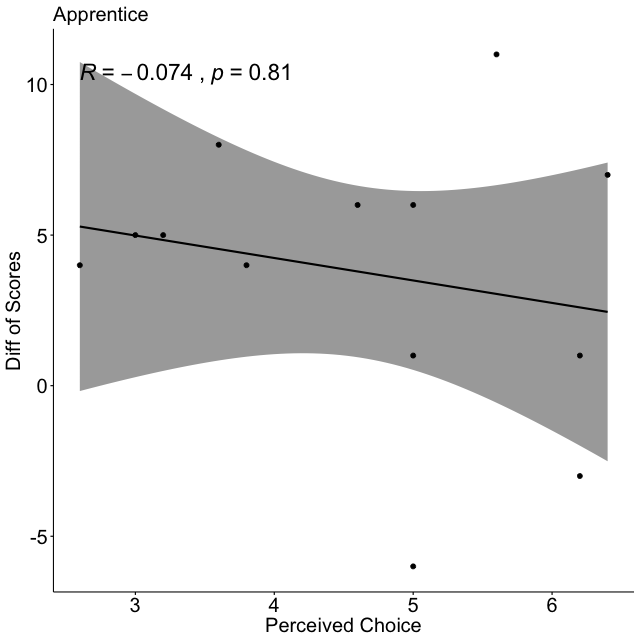 Apprentice
R = −0.074 , p = 0.81
10
5
0
-5
Diff of Scores
3 4 5 6
Perceived Choice